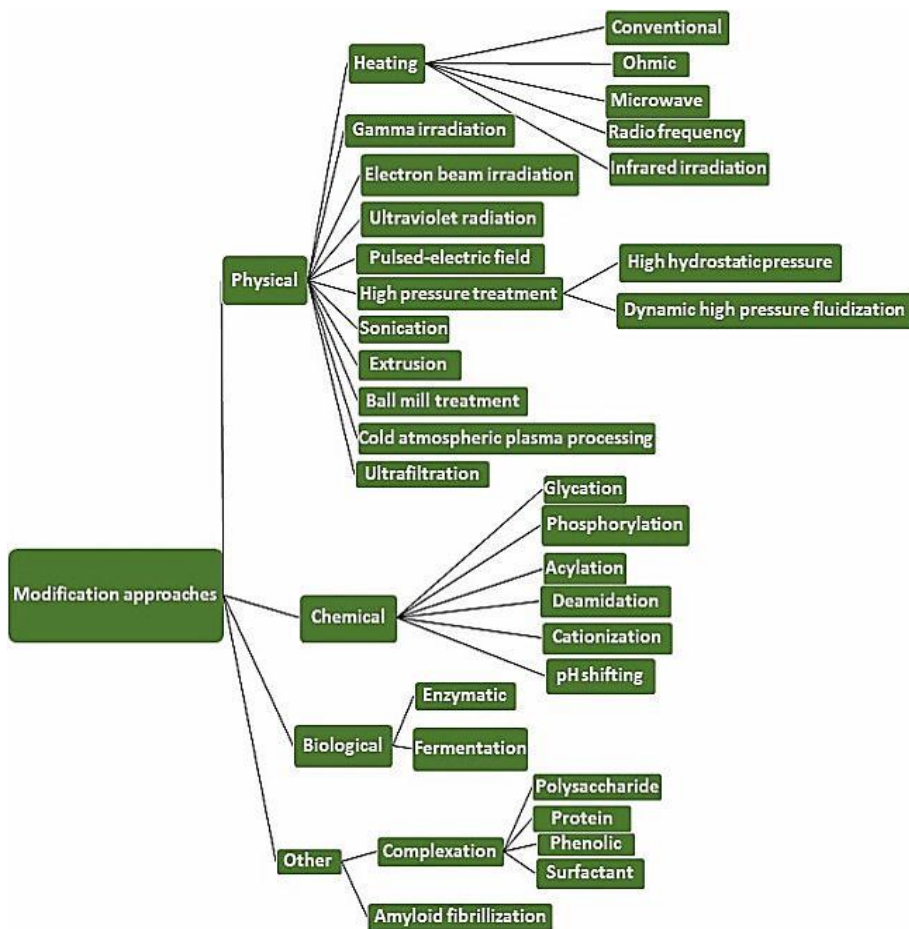 Modification approaches
Physical
Heating
Conventional
Ohmic
Microwave
Radio frequency
Infrared irradiation
Gamma irradiation
Electron beam irradiation
Ultraviolet radiation
Pulsed-electric field
High pressure treatment
High hydrostatic pressure
Dynamic high pressure fluidization
Sonication
Extrusion
Ball mill treatment
Cold atmospheric plasma processing
Ultrafiltration
Chemical
Glycation
Phosphorylation
Acylation
Deamidation
Cationization
pH shifting
Biological
Enzymatic
Fermentation
Other
Complexation
Polysaccharide
Protein
Phenolic
Surfactant
Amyloid fibrillization